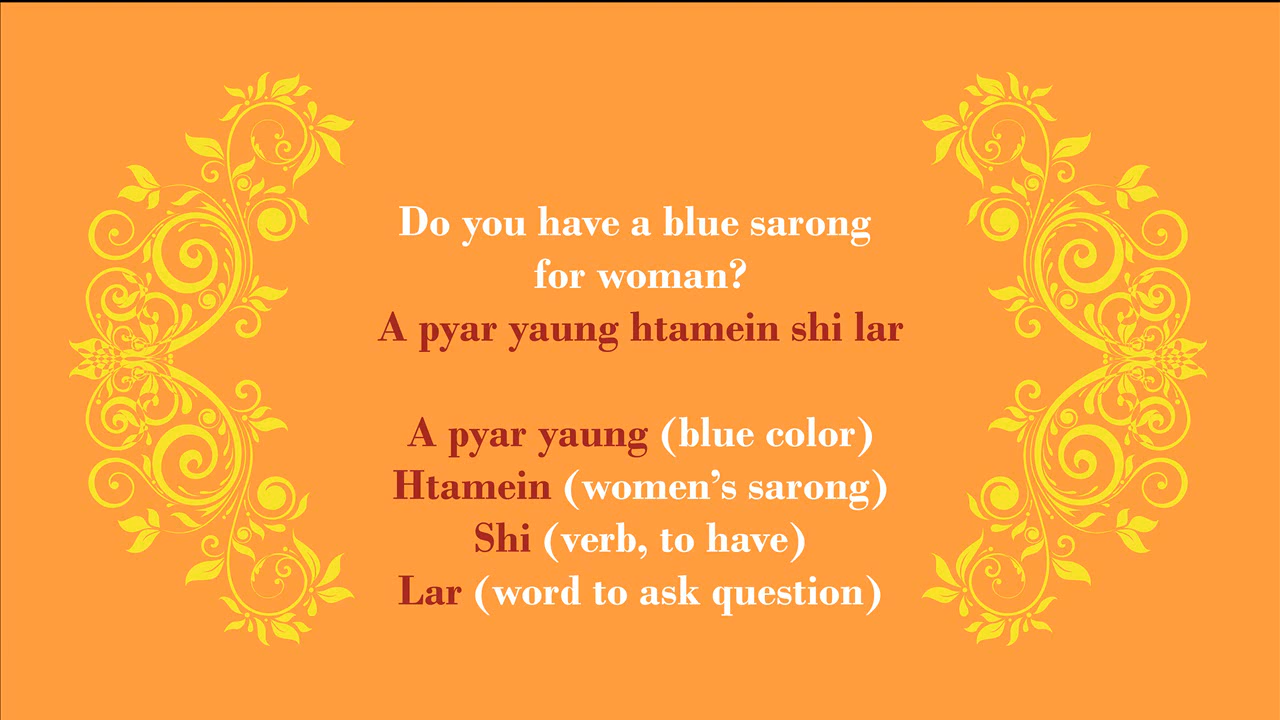 Do you have a blue sarong
for woman?
A pyar yaung htamein shi lar
A pyar yaung (blue color)
Htamein (women’s sarong)
Shi (verb, to have)
Lar (word to ask question)